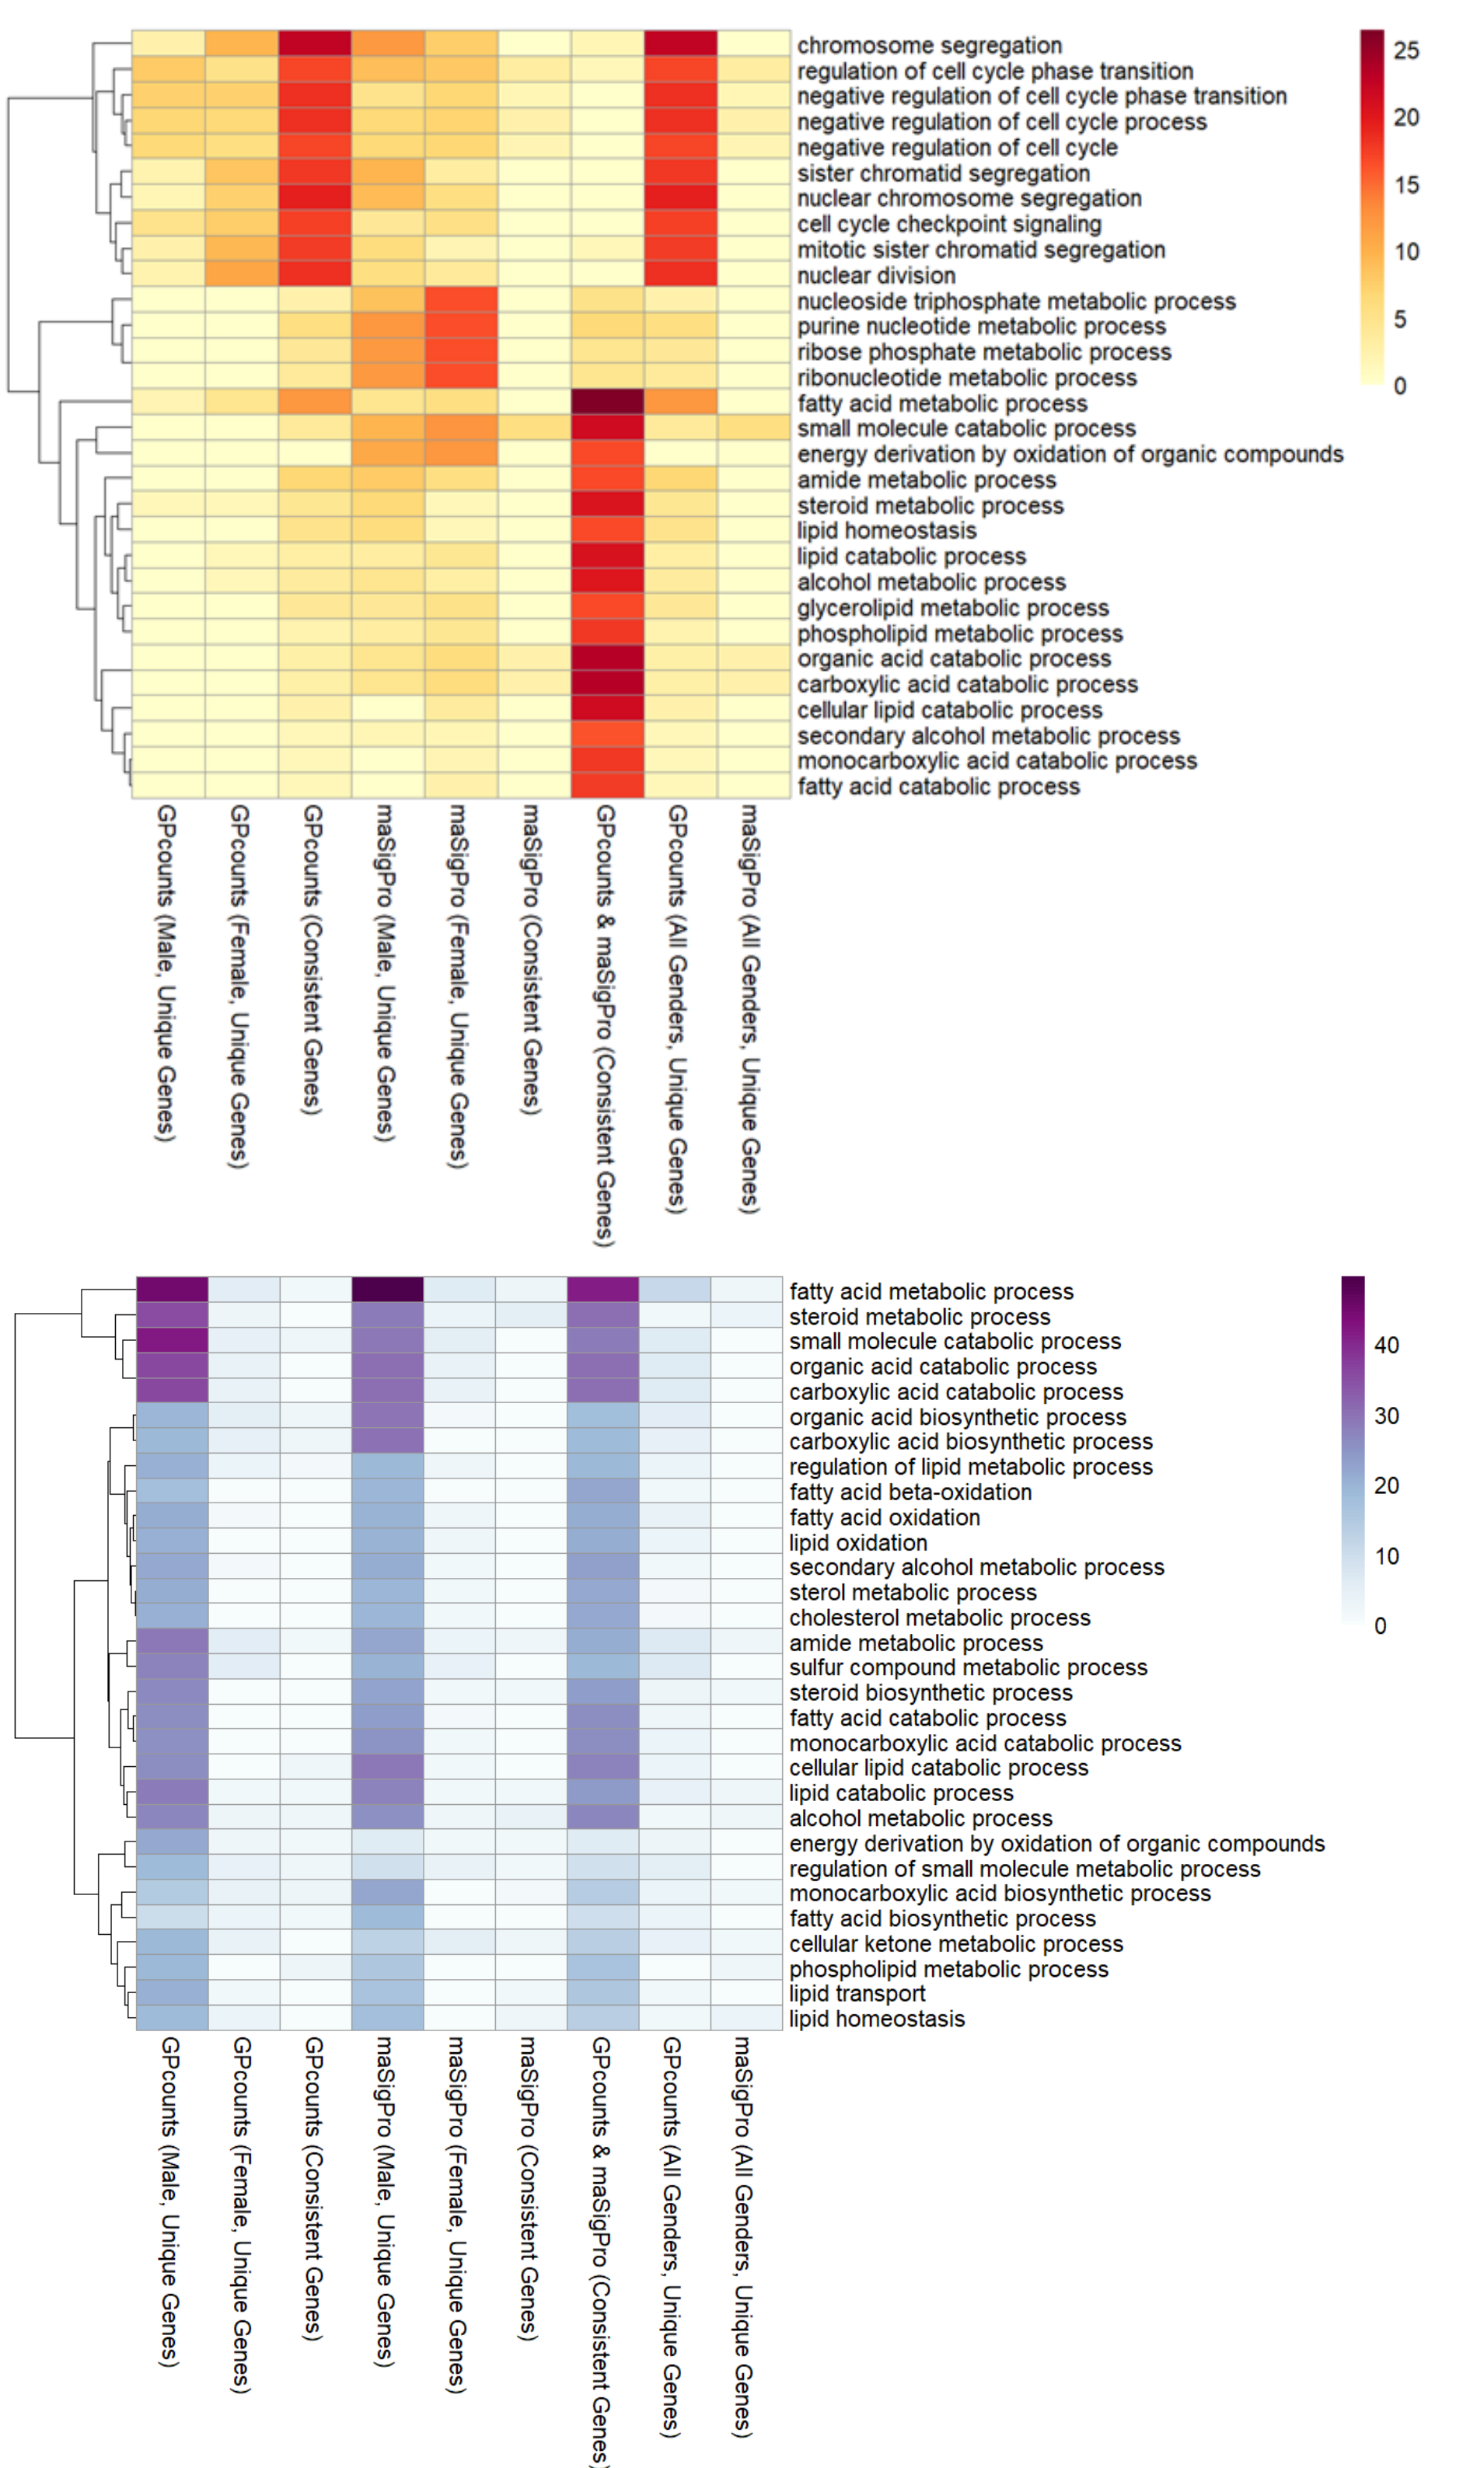 chromosome segregation
regulation of cell cycle phase transition
negative regulation of cell cycle phase transition
negative regulation of cell cycle process
negative regulation of cell cycle
sister chromatid segregation
nuclear chromosome segregation
cell cycle checkpoint signaling
mitotic sister chromatid segregation
nuclear division
nucleoside triphosphate metabolic process
purine nucleotide metabolic process
ribose phosphate metabolic process
ribonucleotide metabolic process
fatty acid metabolic process
small molecule catabolic process
energy derivation by oxidation of organic compounds
amide metabolic process
steroid metabolic process
lipid homeostasis
lipid catabolic process
alcohol metabolic process
glycerolipid metabolic process
phospholipid metabolic process
organic acid catabolic process
carboxylic acid catabolic process
cellular lipid catabolic process
secondary alcohol metabolic process
monocarboxylic acid catabolic process
fatty acid catabolic process
25
20
15
10
5
0
GPcounts (Male, Unique Genes)
GPcounts (Female, Unique Genes)
GPcounts (Consistent Genes)
maSigPro (Male, Unique Genes)
maSigPro (Female, Unique Genes)
maSigPro (Consistent Genes)
GPcounts & maSigPro (Consistent Genes)
GPcounts (All Genders, Unique Genes)
maSigPro (All Genders, Unique Genes)
fatty acid metabolic process
steroid metabolic process
small molecule catabolic process
organic acid catabolic process
carboxylic acid catabolic process
organic acid biosynthetic process
carboxylic acid biosynthetic process
regulation of lipid metabolic process
fatty acid beta-oxidation
fatty acid oxidation
lipid oxidation
secondary alcohol metabolic process
sterol metabolic process
cholesterol metabolic process
amide metabolic process
sulfur compound metabolic process
steroid biosynthetic process
fatty acid catabolic process
monocarboxylic acid catabolic process
cellular lipid catabolic process
lipid catabolic process
alcohol metabolic process
energy derivation by oxidation of organic compounds
regulation of small molecule metabolic process
monocarboxylic acid biosynthetic process
fatty acid biosynthetic process
cellular ketone metabolic process
phospholipid metabolic process
lipid transport
lipid homeostasis
40
30
20
10
0
GPcounts (Male, Unique Genes)
GPcounts (Female, Unique Genes)
GPcounts (Consistent Genes)
maSigPro (Male, Unique Genes)
maSigPro (Female, Unique Genes)
maSigPro (Consistent Genes)
GPcounts & maSigPro (Consistent Genes)
GPcounts (All Genders, Unique Genes)
maSigPro (All Genders, Unique Genes)